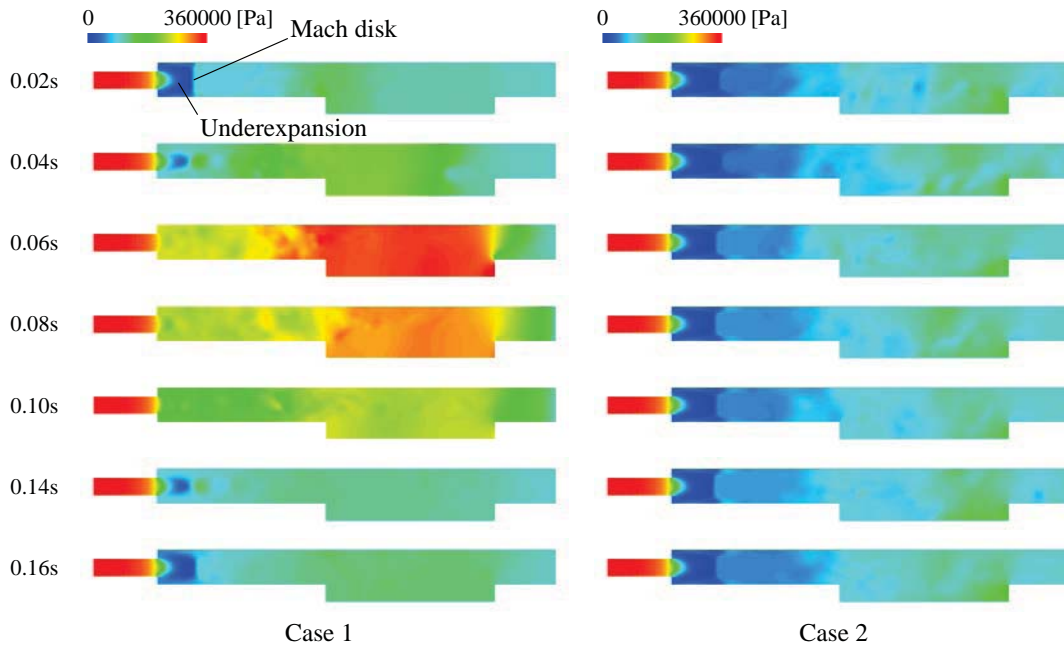 0 360000 [Pa]
0 360000 [Pa]
Mach disk
0.02s
Underexpansion
0.04s
0.06s
0.08s
0.10s
0.14s
0.16s
Case 1
Case 2